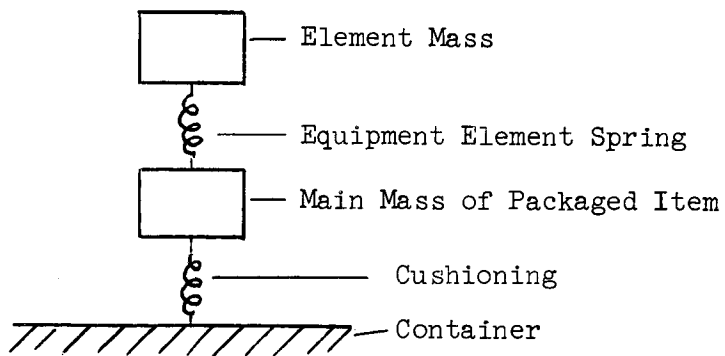 Element Mass
Equipment Element Spring
Main Mass of Packaged Item
Cushioning
Container